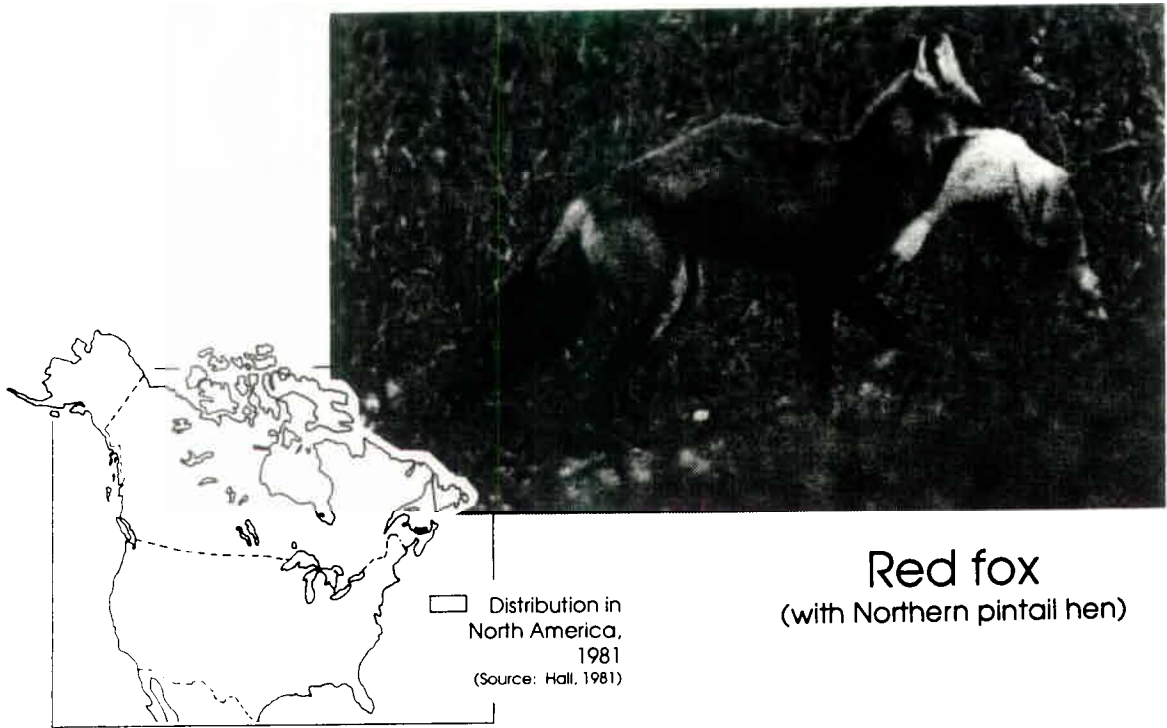 Distribution in
North America,
1981
(Source: Hall, 1981)
Red fox
(with Northern pintail hen)